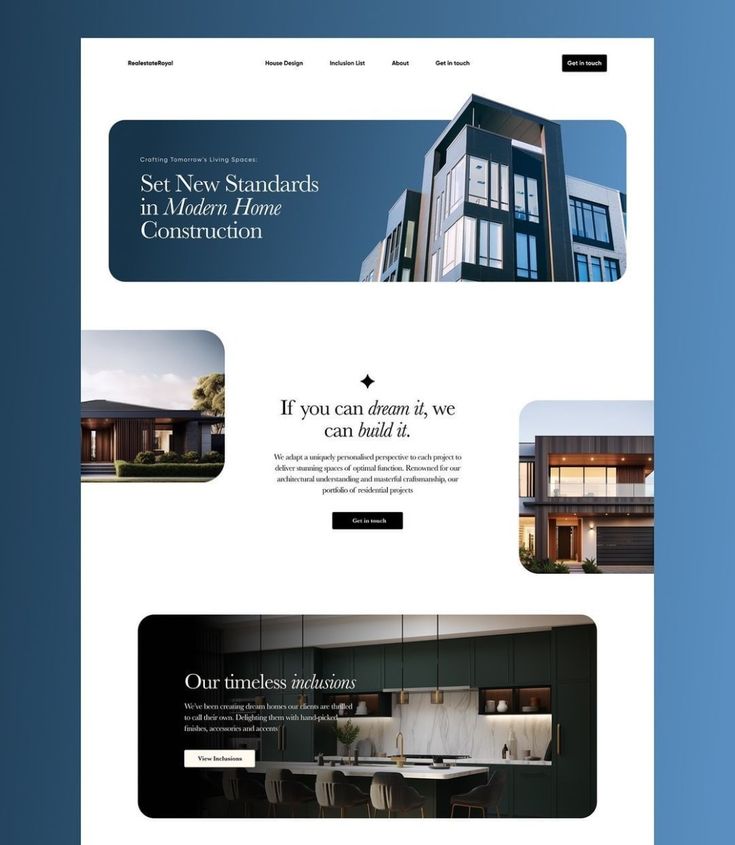 RealestateRoyal
House Design
Inclusion List
About
Get in touch
Get in touch
Crafting Tomorrow's Living Spaces:
Set New Standards
in Modern Home
Construction
If you can dream it, we
can build it.
We adapt a uniquely personalised perspective to each project to
deliver stunning spaces of optimal function. Renowned for our
architectural understanding and masterful craftsmanship, our
portfolio of residential projects
Get in touch
Our timeless inclusions
We've been creating dream homes our clients are thrilled
to call their own. Delighting them with hand-picked
finishes, accessories and accents
View Inclusions